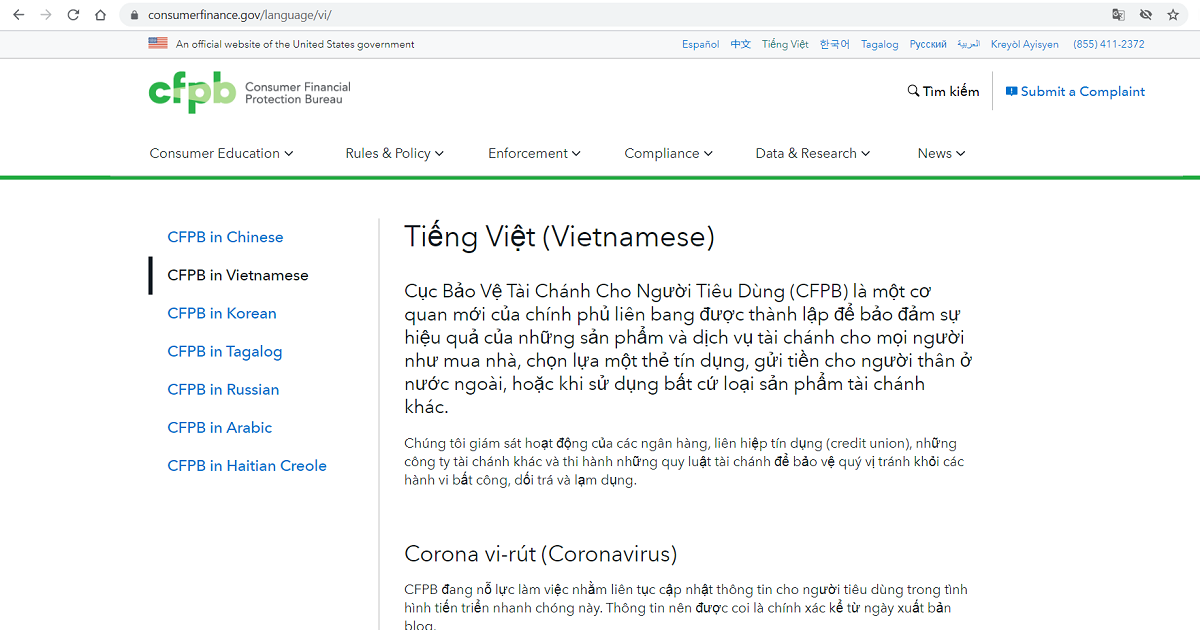 consumerfinance.gov/language/vi/
An official website of the United States government
Español 中文 Tiếng Việt 한국어 Tagalog Русский العربية Kreyòl Ayisyen (855) 411-2372
cfpb Consumer Financial
Protection Bureau
Tìm kiếm
Submit a Complaint
Consumer Education Rules & Policy Enforcement Compliance Data & Research News
CFPB in Chinese
CFPB in Vietnamese
CFPB in Korean
CFPB in Tagalog
CFPB in Russian
CFPB in Arabic
CFPB in Haitian Creole
Tiếng Việt (Vietnamese)
Cục Bảo Vệ Tài Chánh Cho Người Tiêu Dùng (CFPB) là một cơ
quan mới của chính phủ liên bang được thành lập để bảo đảm sự
hiệu quả của những sản phẩm và dịch vụ tài chánh cho mọi người
như mua nhà, chọn lựa một thẻ tín dụng, gửi tiền cho người thân ở
nước ngoài, hoặc khi sử dụng bất cứ loại sản phẩm tài chánh
khác.
Chúng tôi giám sát hoạt động của các ngân hàng, liên hiệp tín dụng (credit union), những
công ty tài chánh khác và thi hành những quy luật tài chánh để bảo vệ quý vị tránh khỏi các
hành vi bất công, dối trá và lạm dụng.
Corona vi-rút (Coronavirus)
CFPB đang nỗ lực làm việc nhằm liên tục cập nhật thông tin cho người tiêu dùng trong tình
hình tiến triển nhanh chóng này. Thông tin nên được coi là chính xác kể từ ngày xuất bản
blog.